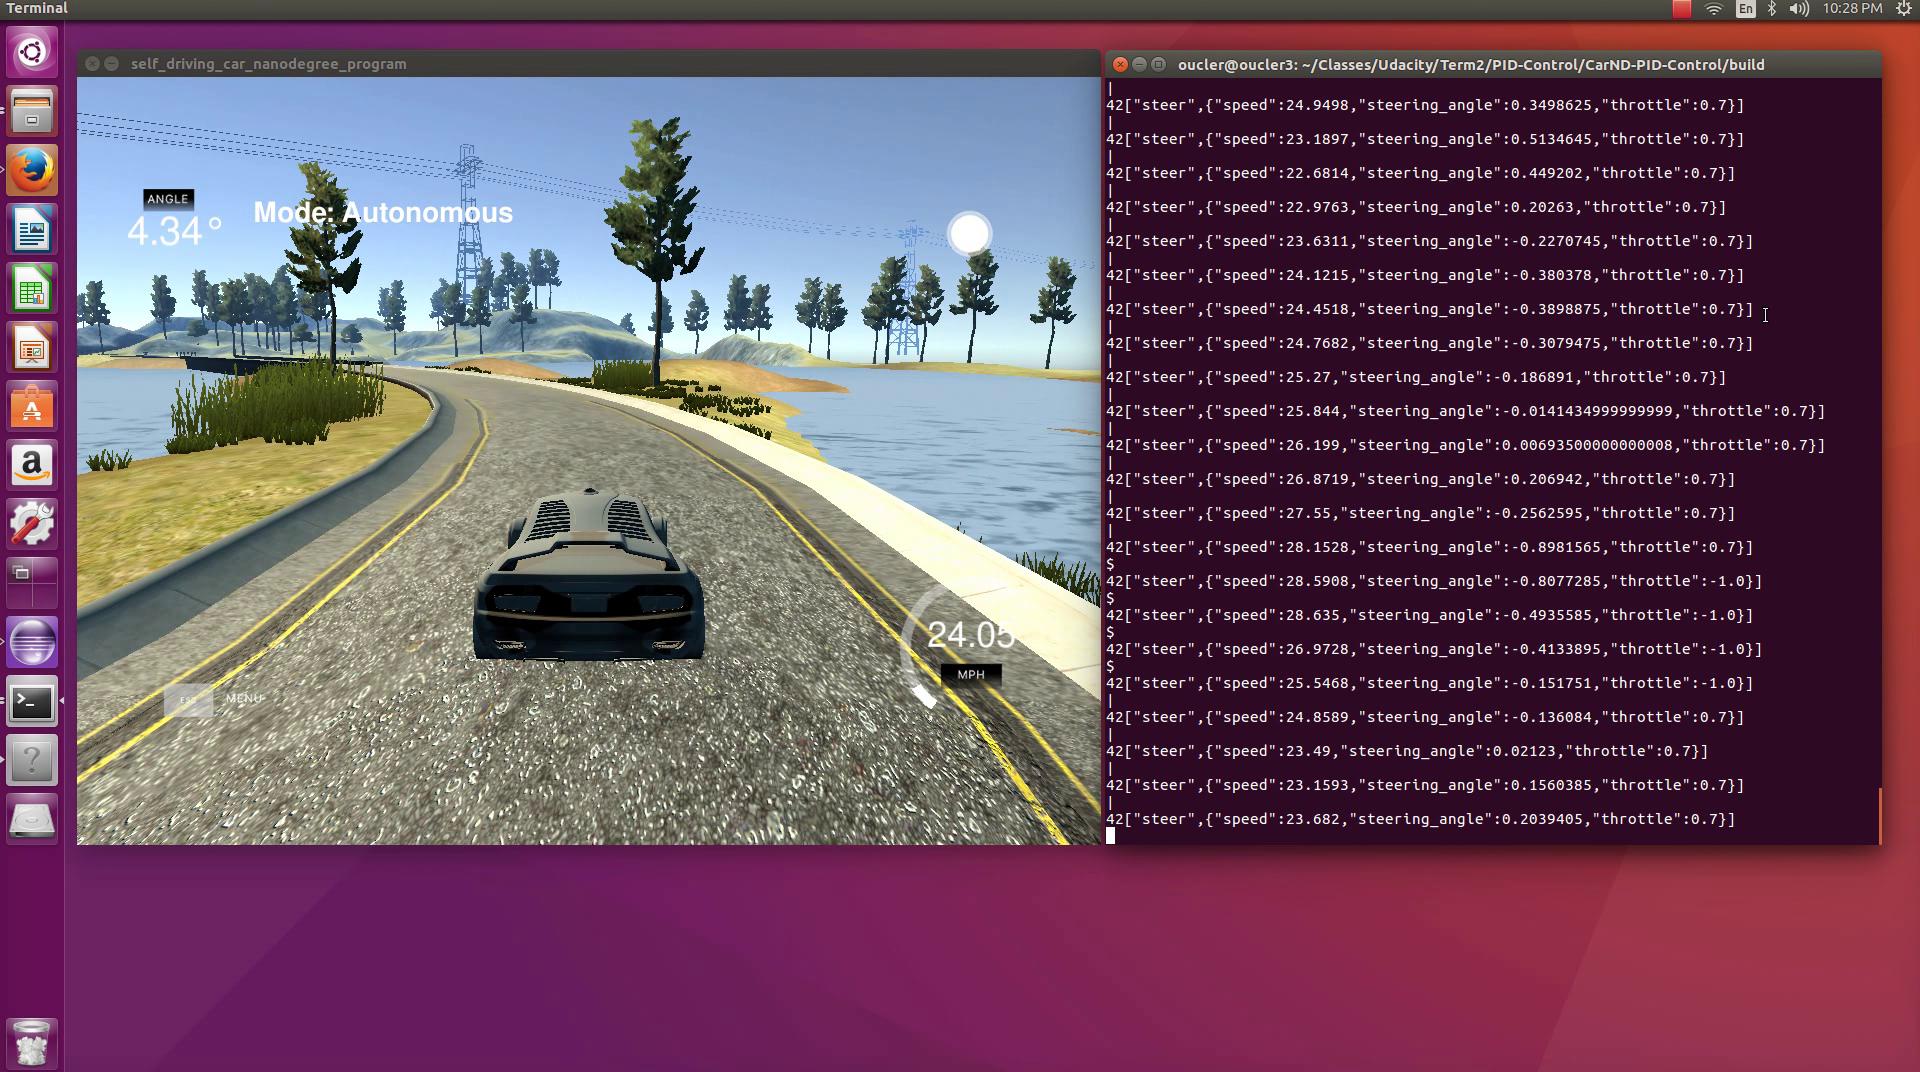 Terminal
En
10:28 PM
self_driving_car_nanodegree_program
ANGLE
4.34°
Mode: Autonomous
24.05
MPH
ESC MENU
a
>_
?
oucler@oucler3: ~/Classes/Udacity/Term2/PID-Control/CarND-PID-Control/build
|
42["steer",{"speed":24.9498,"steering_angle":0.3498625,"throttle":0.7}]
|
42["steer",{"speed":23.1897,"steering_angle":0.5134645,"throttle":0.7}]
|
42["steer",{"speed":22.6814,"steering_angle":0.449202,"throttle":0.7}]
|
42["steer",{"speed":22.9763,"steering_angle":0.20263,"throttle":0.7}]
|
42["steer",{"speed":23.6311,"steering_angle":-0.2270745,"throttle":0.7}]
|
42["steer",{"speed":24.1215,"steering_angle":-0.380378,"throttle":0.7}]
|
42["steer",{"speed":24.4518,"steering_angle":-0.3898875,"throttle":0.7}]
|
42["steer",{"speed":24.7682,"steering_angle":-0.3079475,"throttle":0.7}]
|
42["steer",{"speed":25.27,"steering_angle":-0.186891,"throttle":0.7}]
|
42["steer",{"speed":25.844,"steering_angle":-0.0141434999999999,"throttle":0.7}]
|
42["steer",{"speed":26.199,"steering_angle":0.00693500000000008,"throttle":0.7}]
|
42["steer",{"speed":26.8719,"steering_angle":0.206942,"throttle":0.7}]
|
42["steer",{"speed":27.55,"steering_angle":-0.2562595,"throttle":0.7}]
|
42["steer",{"speed":28.1528,"steering_angle":-0.8981565,"throttle":0.7}]
$
42["steer",{"speed":28.5908,"steering_angle":-0.8077285,"throttle":-1.0}]
$
42["steer",{"speed":28.635,"steering_angle":-0.4935585,"throttle":-1.0}]
$
42["steer",{"speed":26.9728,"steering_angle":-0.4133895,"throttle":-1.0}]
$
42["steer",{"speed":25.5468,"steering_angle":-0.151751,"throttle":-1.0}]
|
42["steer",{"speed":24.8589,"steering_angle":-0.136084,"throttle":0.7}]
|
42["steer",{"speed":23.49,"steering_angle":0.02123,"throttle":0.7}]
|
42["steer",{"speed":23.1593,"steering_angle":0.1560385,"throttle":0.7}]
|
42["steer",{"speed":23.682,"steering_angle":0.2039405,"throttle":0.7}]